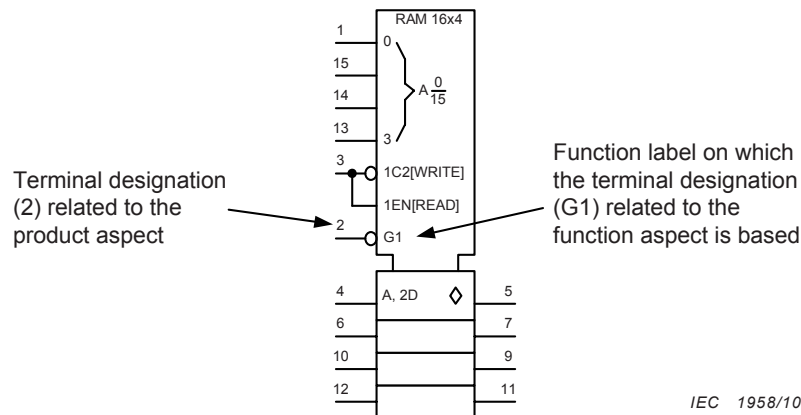 RAM 16x4
1
0
15
A 0/15
14
13
3
3
1C2[WRITE]
1EN[READ]
2
G1
Terminal designation
(2) related to the
product aspect
Function label on which
the terminal designation
(G1) related to the
function aspect is based
4
A, 2D
5
6
7
10
9
12
11
IEC 1958/10